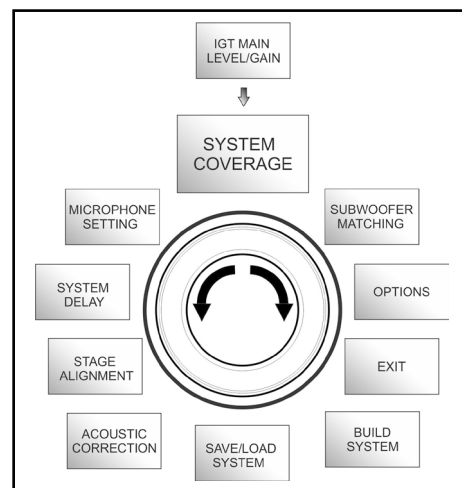 IGT MAIN
LEVEL/GAIN
SYSTEM
COVERAGE
MICROPHONE
SETTING
SUBWOOFER
MATCHING
SYSTEM
DELAY
OPTIONS
STAGE
ALIGNMENT
EXIT
ACOUSTIC
CORRECTION
SAVE/LOAD
SYSTEM
BUILD
SYSTEM